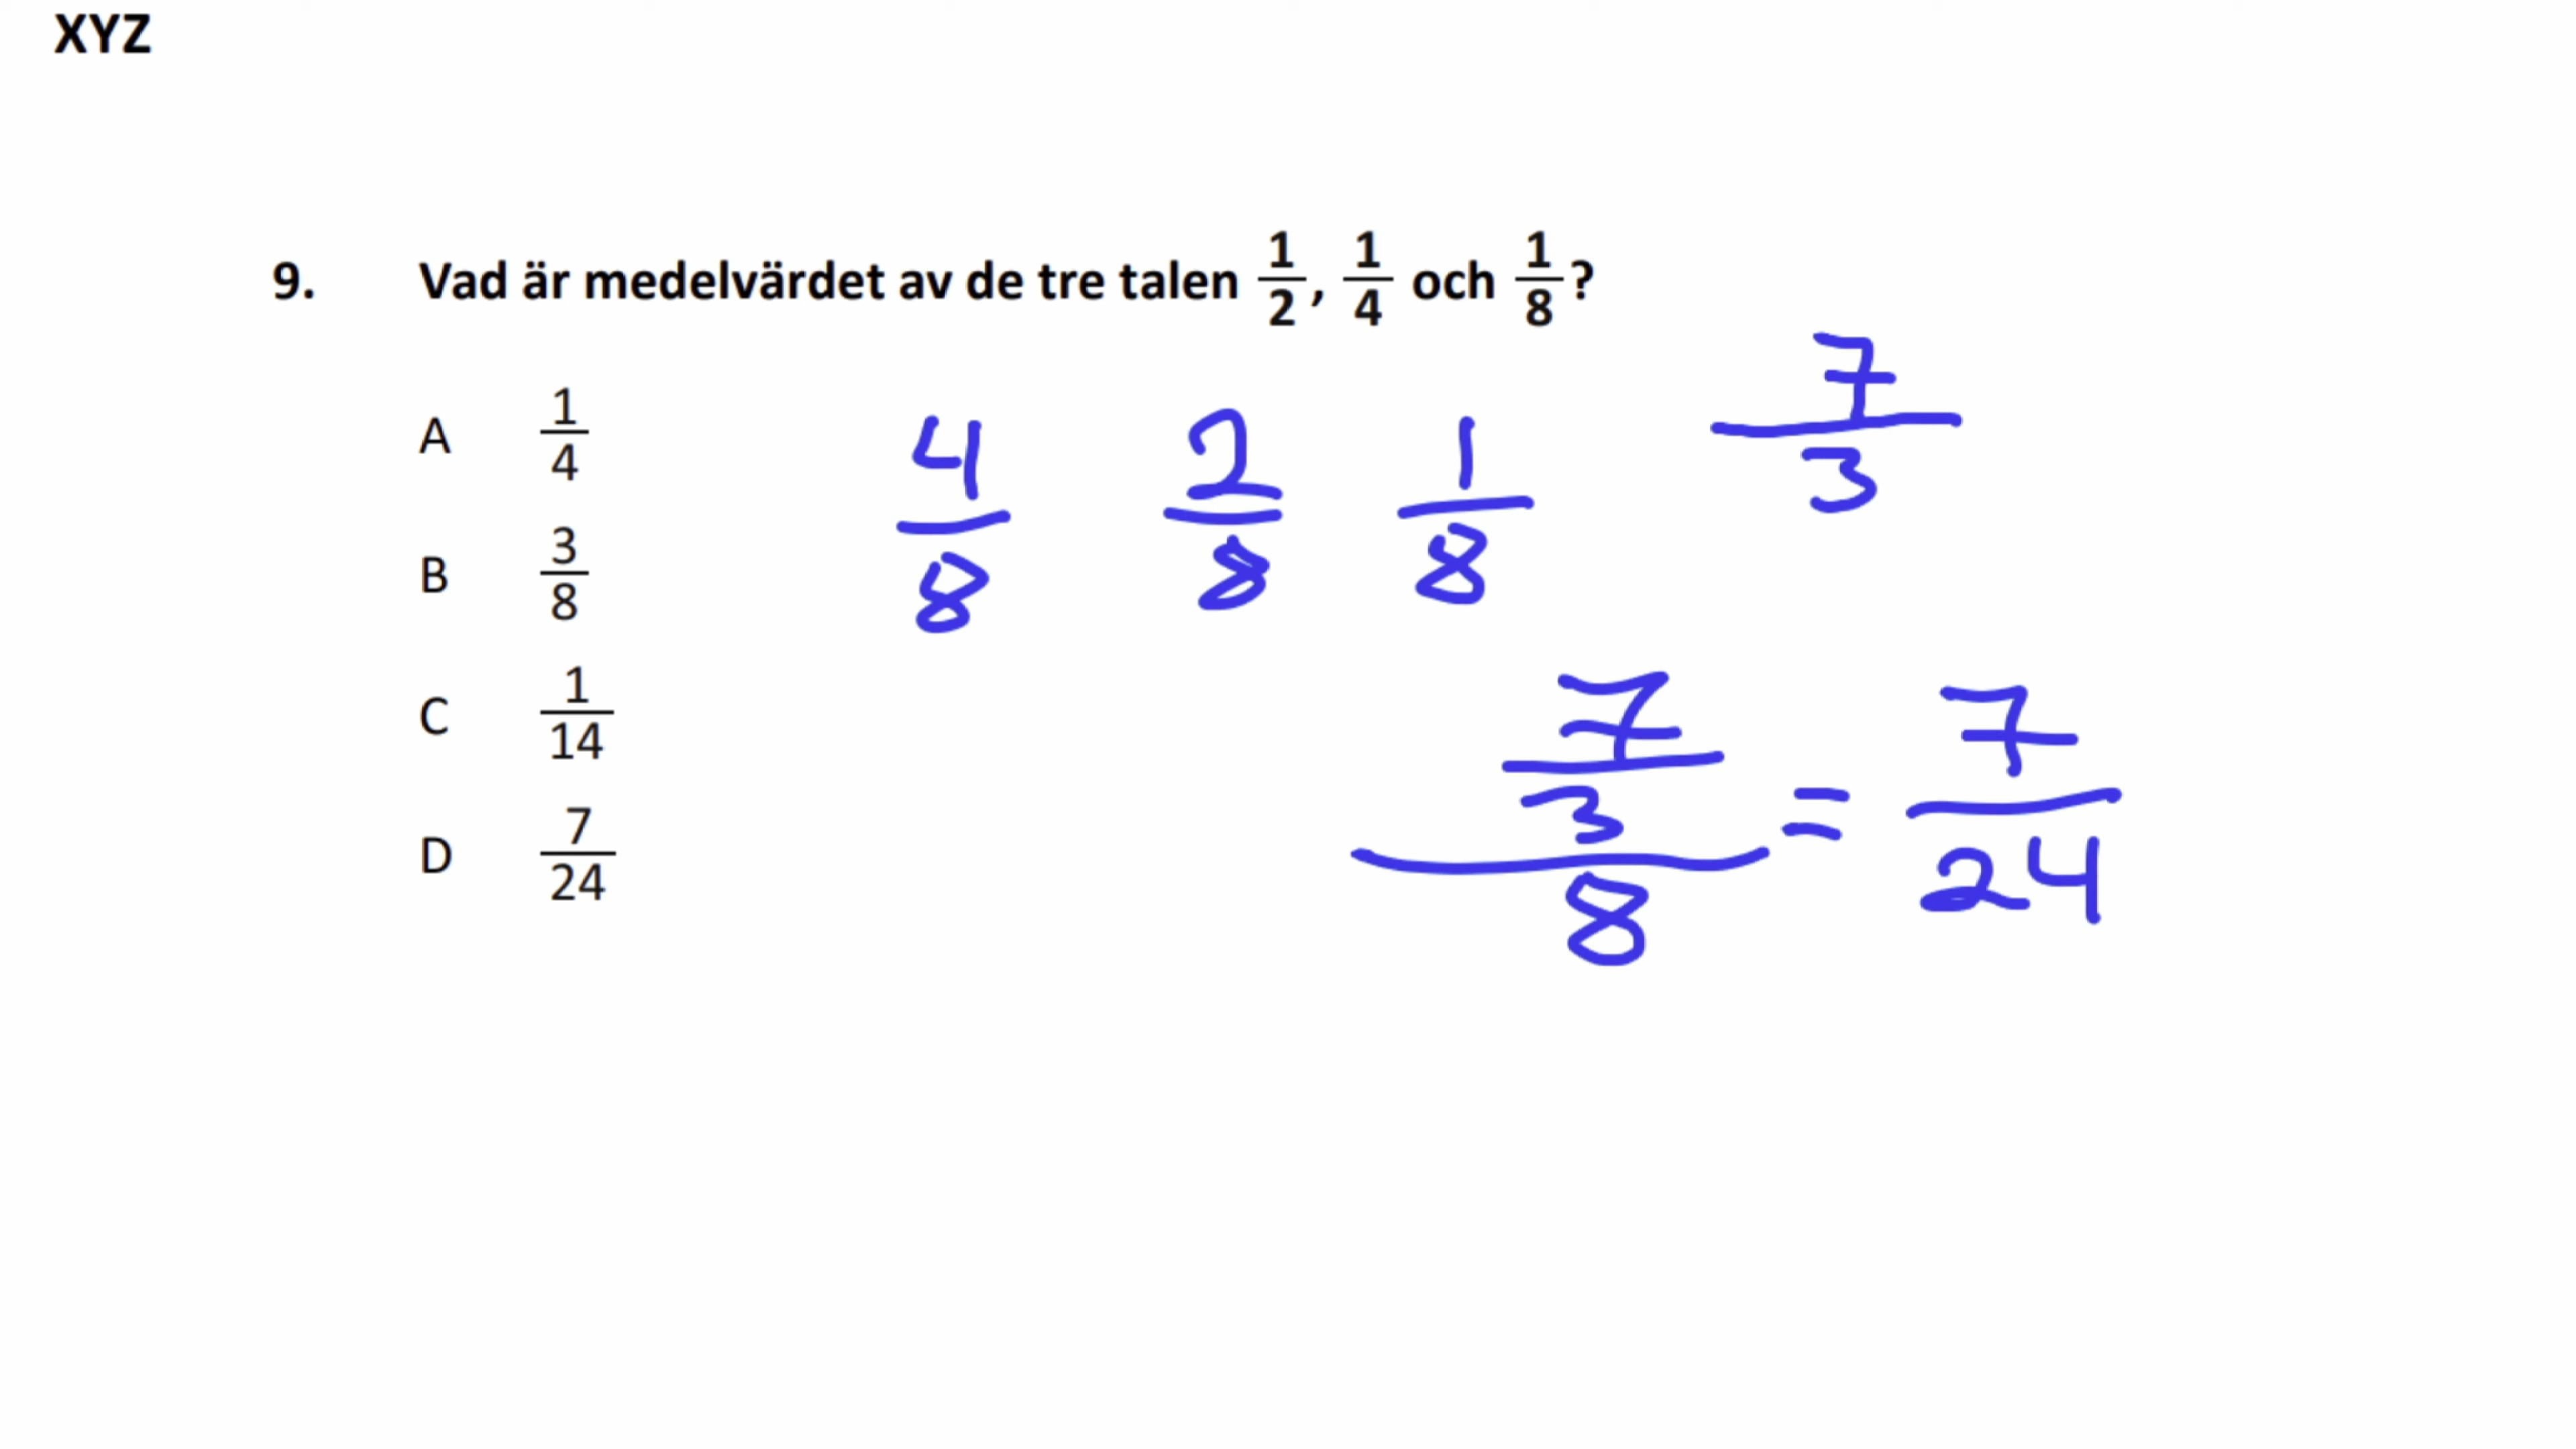 XYZ
9. Vad är medelvärdet av de tre talen 1/2, 1/4 och 1/8?
A 1/4
B 3/8
C 1/14
D 7/24
4/8 2/8 1/8
7/3
7/3/8 = 7/24